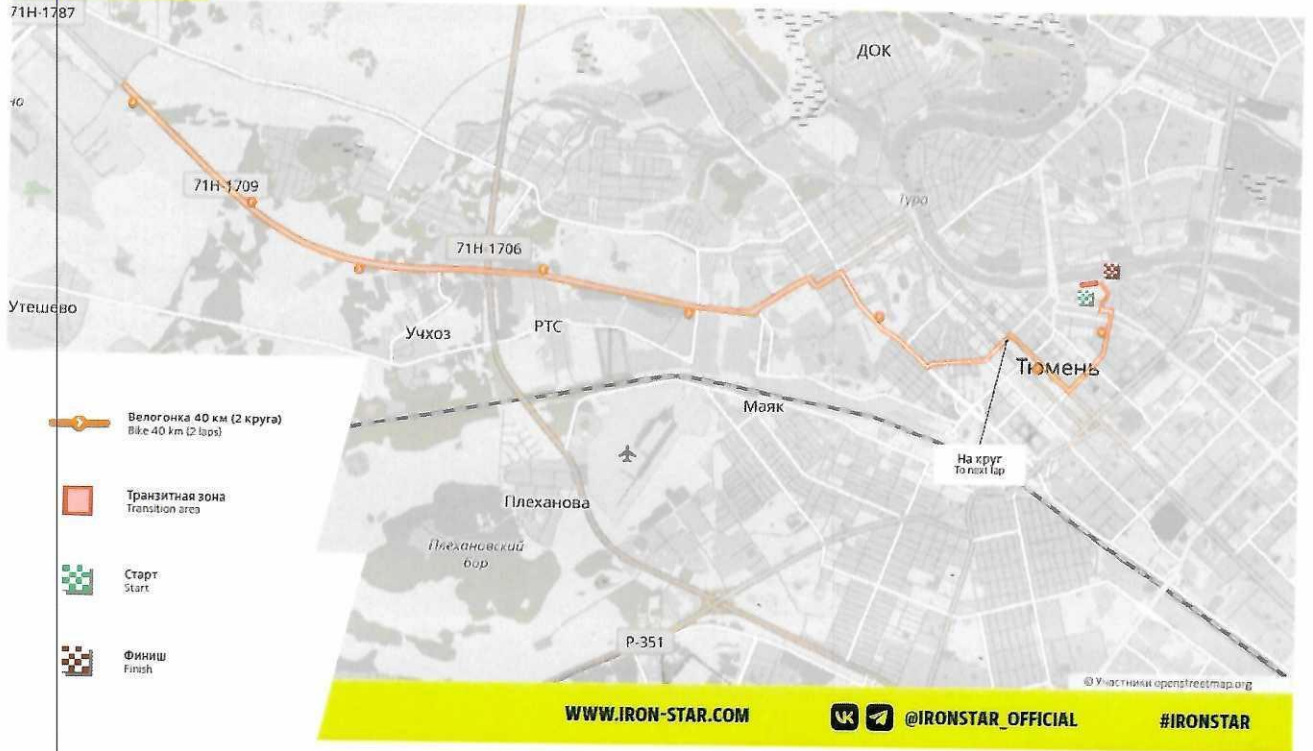 71Н-1787
ДОК
но
71Н-1709
Тура
71Н-1706
Утешево
Учхоз
РТС
Тюмень
Маяк
Велогонка 40 км (2 круга)
Bike 40 km (2 laps)
На круг
To next lap
Транзитная зона
Transition area
Плеханова
Плехановский
бор
Старт
Start
Р-351
Финиш
Finish
© Участники openstreetmap.org
WWW.IRON-STAR.COM
@IRONSTAR_OFFICIAL
#IRONSTAR